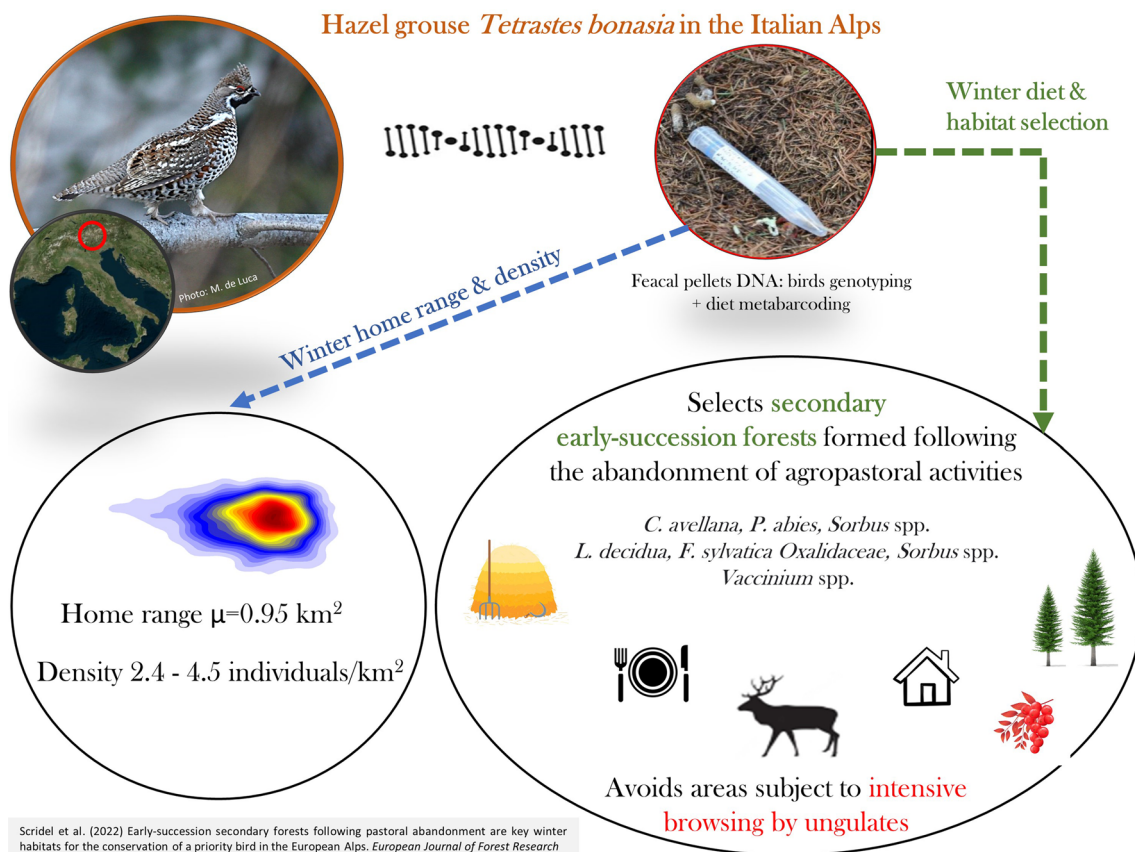 Hazel grouse Tetrastes bonasia in the Italian Alps
Photo: M. de Luca
Winter diet &
habitat selection
Winter home range & density
Feacal pellets DNA: birds genotyping
+ diet metabarcoding
Home range μ=0.95 km²
Density 2.4 - 4.5 individuals/km²
Selects secondary
early-succession forests formed following
the abandonment of agropastoral activities
C. avellana, P. abies, Sorbus spp.
L. decidua, F. sylvatica Oxalidaceae, Sorbus spp.
Vaccinium spp.
Avoids areas subject to intensive
browsing by ungulates
Scridel et al. (2022) Early-succession secondary forests following pastoral abandonment are key winter
habitats for the conservation of a priority bird in the European Alps. European Journal of Forest Research